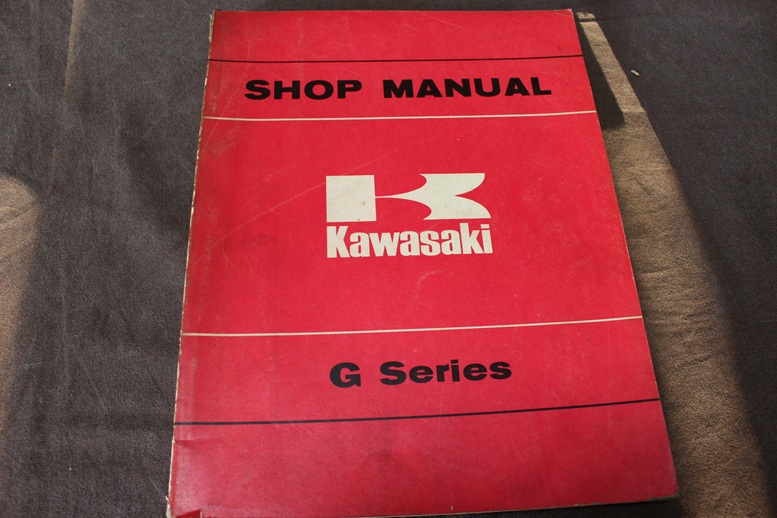 SHOP MANUAL
Kawasaki
G Series